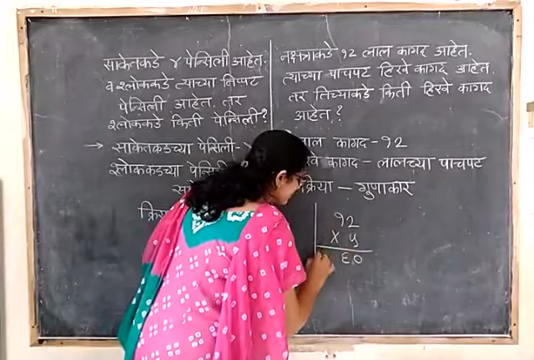 साकेतकडे ४ पेन्सिली आहेत.
व श्लोककडे त्याच्या तिप्पट
पेन्सिली आहेत. तर
श्लोककडे किती पेन्सिली?
→ साकेतकडच्या पेन्सिली-
श्लोककडच्या
नक्षत्राकडे १२ लाल कागद आहेत.
त्याच्या पाचपट हिरवे कागद आहेत.
तर तिच्याकडे किती हिरवे कागद
आहेत.?
लाल कागद - १२
कागद - लालच्या पाचपट
क्रिया - गुणाकार
१२
x ५
६०